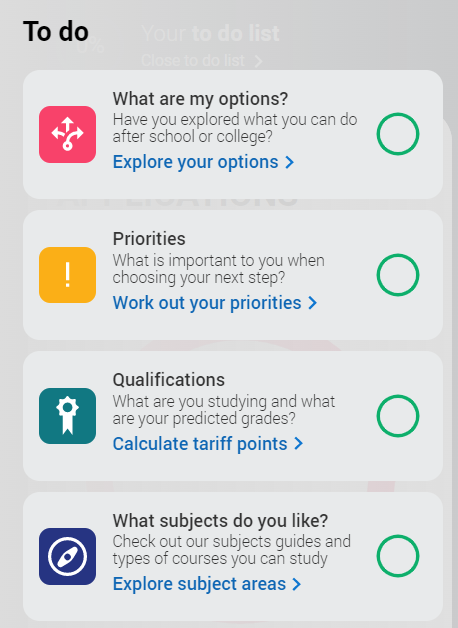 To do
Your to do list
Close to do list
What are my options?
Have you explored what you can do
after school or college?
Explore your options
APPLICATIONS
Priorities
What is important to you when
choosing your next step?
Work out your priorities
Qualifications
What are you studying and what
are your predicted grades?
Calculate tariff points
What subjects do you like?
Check out our subjects guides and
types of courses you can study
Explore subject areas